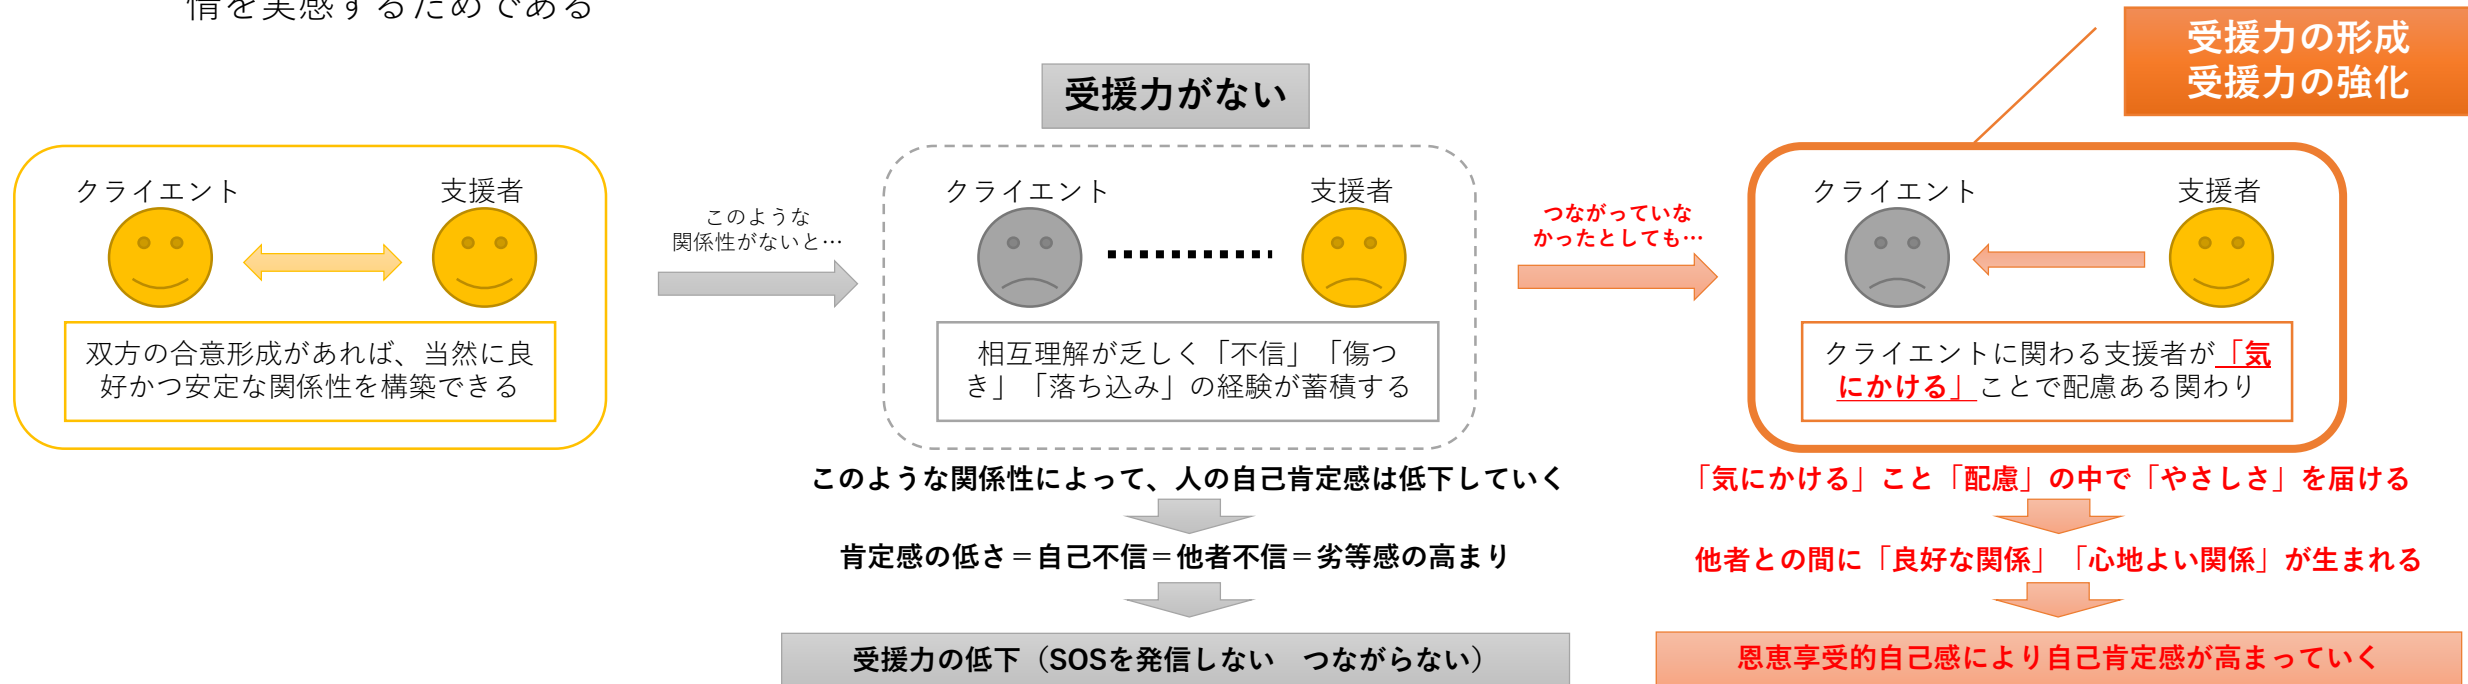 情を実感するためである
受援力の形成
受援力の強化
受援力がない
クライエント
支援者
双方の合意形成があれば、当然に良
好かつ安定な関係性を構築できる
このような
関係性がないと…
クライエント
支援者
相互理解が乏しく「不信」「傷つ
き」「落ち込み」の経験が蓄積する
つながっていな
かったとしても…
クライエント
支援者
クライエントに関わる支援者が「気
にかける」ことで配慮ある関わり
このような関係性によって、人の自己肯定感は低下していく
肯定感の低さ＝自己不信＝他者不信＝劣等感の高まり
受援力の低下（SOSを発信しない　つながらない）
「気にかける」こと「配慮」の中で「やさしさ」を届ける
他者との間に「良好な関係」「心地よい関係」が生まれる
恩恵享受的自己感により自己肯定感が高まっていく